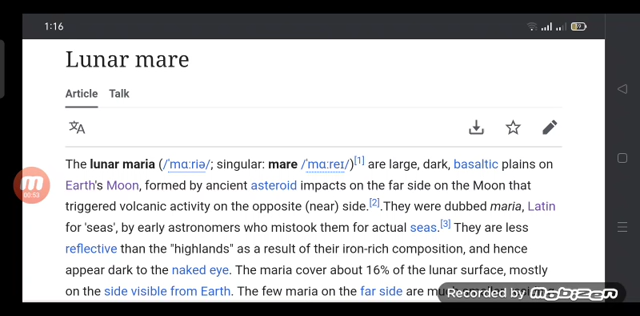 1:16
Lunar mare
Article Talk
The lunar maria (/ˈmɑːriə/; singular: mare /ˈmɑːreɪ/)[1] are large, dark, basaltic plains on
Earth's Moon, formed by ancient asteroid impacts on the far side on the Moon that
triggered volcanic activity on the opposite (near) side.[2].They were dubbed maria, Latin
for 'seas', by early astronomers who mistook them for actual seas.[3] They are less
reflective than the "highlands" as a result of their iron-rich composition, and hence
appear dark to the naked eye. The maria cover about 16% of the lunar surface, mostly
on the side visible from Earth. The few maria on the far side are
00:53
Recorded by mobizen